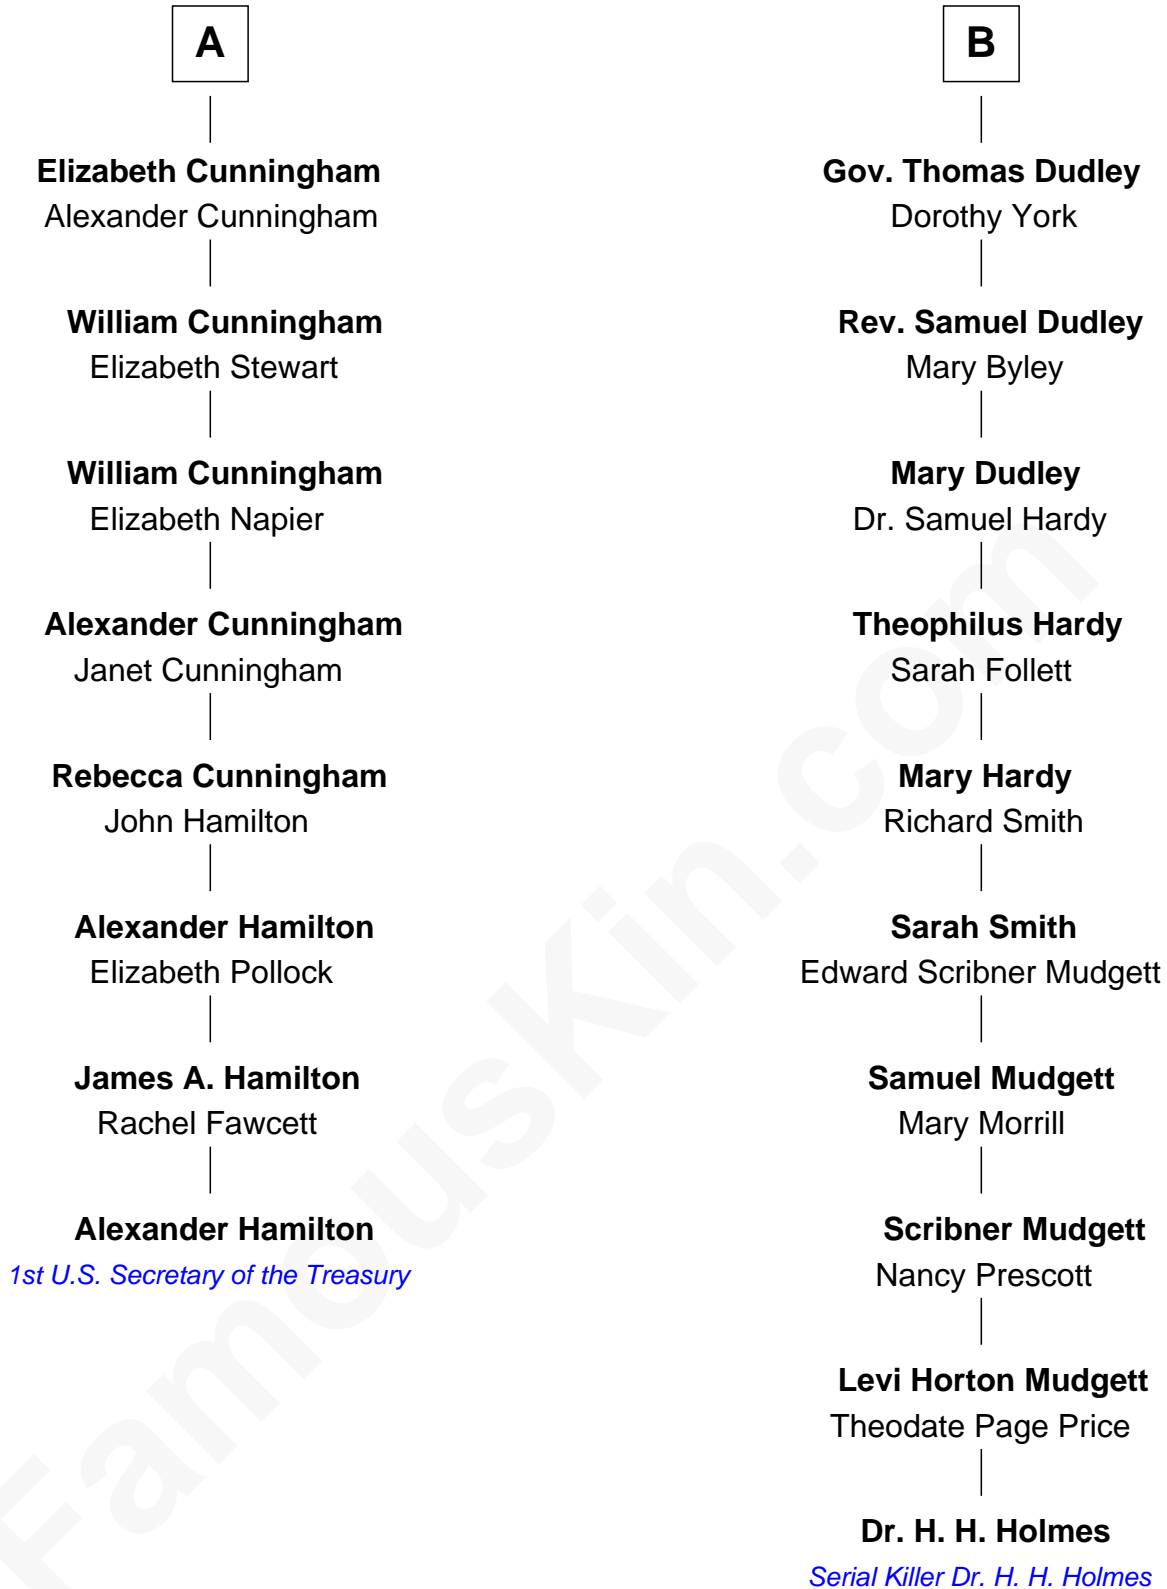 A
Elizabeth Cunningham
Alexander Cunningham
William Cunningham
Elizabeth Stewart
William Cunningham
Elizabeth Napier
Alexander Cunningham
Janet Cunningham
Rebecca Cunningham
John Hamilton
Alexander Hamilton
Elizabeth Pollock
James A. Hamilton
Rachel Fawcett
Alexander Hamilton
1st U.S. Secretary of the Treasury
B
Gov. Thomas Dudley
Dorothy York
Rev. Samuel Dudley
Mary Byley
Mary Dudley
Dr. Samuel Hardy
Theophilus Hardy
Sarah Follett
Mary Hardy
Richard Smith
Sarah Smith
Edward Scribner Mudgett
Samuel Mudgett
Mary Morrill
Scribner Mudgett
Nancy Prescott
Levi Horton Mudgett
Theodate Page Price
Dr. H. H. Holmes
Serial Killer Dr. H. H. Holmes
FamousKin.com